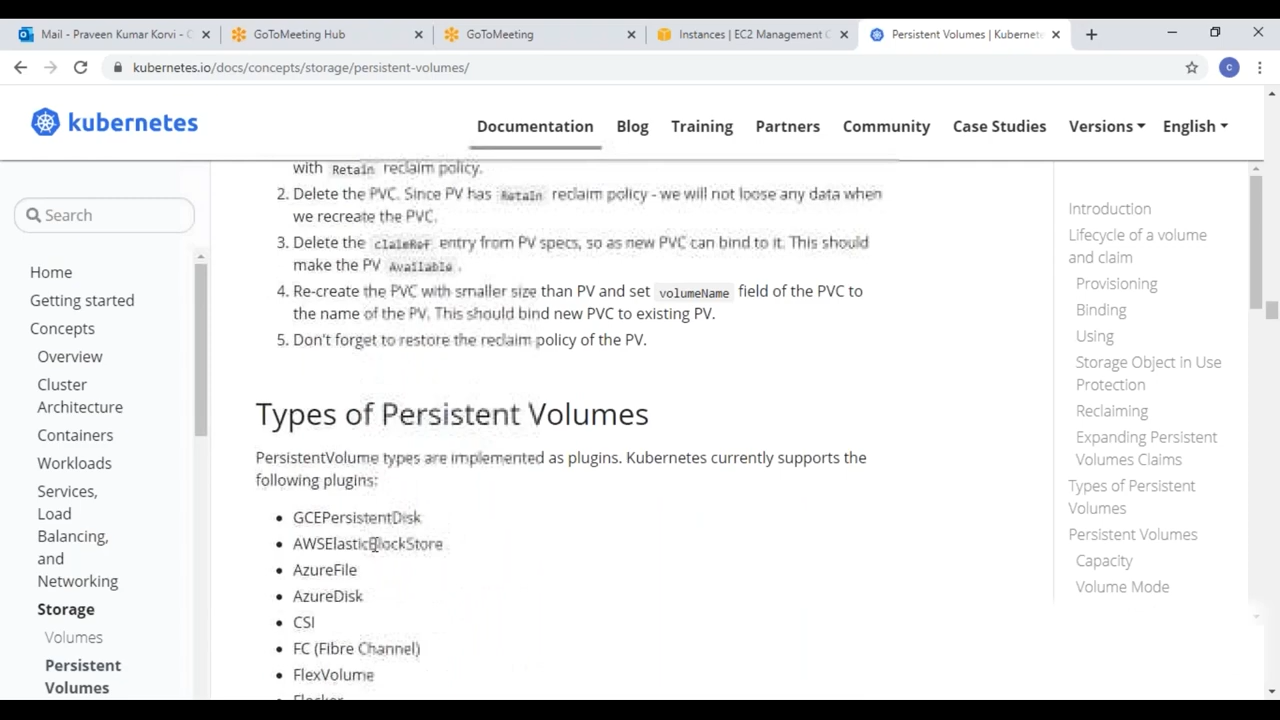 Mail - Praveen Kumar Korvi -
GoToMeeting Hub
GoToMeeting
Instances | EC2 Management
Persistent Volumes | Kubernete
kubernetes.io/docs/concepts/storage/persistent-volumes/
C
kubernetes
Documentation
Blog
Training
Partners
Community
Case Studies
Versions
English
Search
Home
Getting started
Concepts
Overview
Cluster
Architecture
Containers
Workloads
Services,
Load
Balancing,
and
Networking
Storage
Volumes
Persistent
Volumes
with Retain reclaim policy.
2. Delete the PVC. Since PV has Retain reclaim policy - we will not loose any data when
we recreate the PVC.
3. Delete the claimRef entry from PV specs, so as new PVC can bind to it. This should
make the PV Available .
4. Re-create the PVC with smaller size than PV and set volumeName field of the PVC to
the name of the PV. This should bind new PVC to existing PV.
5. Don't forget to restore the reclaim policy of the PV.
Types of Persistent Volumes
PersistentVolume types are implemented as plugins. Kubernetes currently supports the
following plugins:
• GCEPersistentDisk
• AWSElasticBlockStore
• AzureFile
• AzureDisk
• CSI
• FC (Fibre Channel)
• FlexVolume
Flocker
Introduction
Lifecycle of a volume
and claim
Provisioning
Binding
Using
Storage Object in Use
Protection
Reclaiming
Expanding Persistent
Volumes Claims
Types of Persistent
Volumes
Persistent Volumes
Capacity
Volume Mode